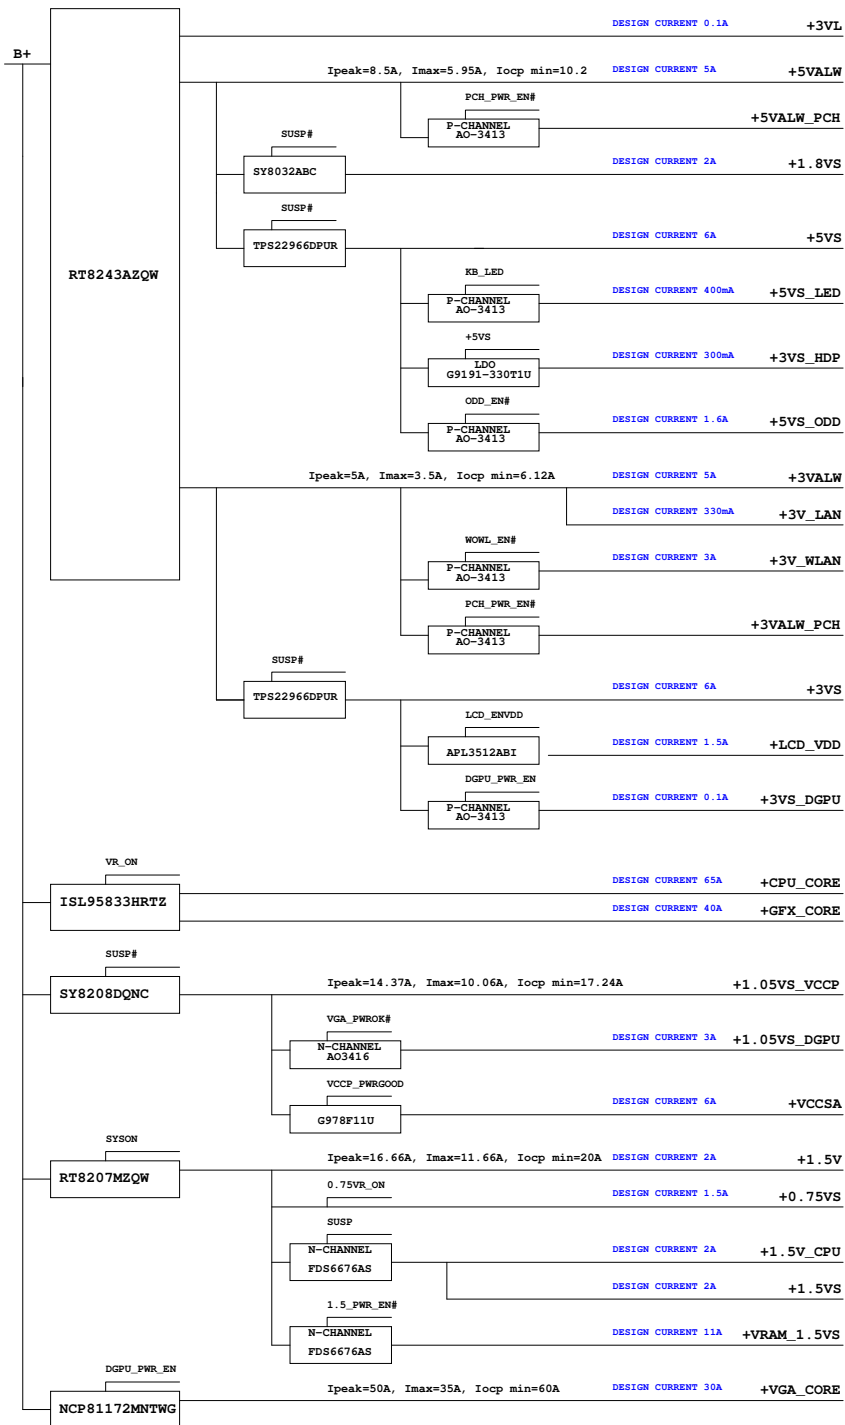 DESIGN CURRENT 0.1A +3VL
B+
Ipeak=8.5A, Imax=5.95A, Iocp min=10.2 DESIGN CURRENT 5A +5VALW
PCH_PWR_EN#
P-CHANNEL
AO-3413
+5VALW_PCH
SUSP#
SY8032ABC
DESIGN CURRENT 2A +1.8VS
SUSP#
TPS22966DPUR
DESIGN CURRENT 6A +5VS
RT8243AZQW
KB_LED
P-CHANNEL
AO-3413
DESIGN CURRENT 400mA +5VS_LED
+5VS
LDO
G9191-330T1U
DESIGN CURRENT 300mA +3VS_HDP
ODD_EN#
P-CHANNEL
AO-3413
DESIGN CURRENT 1.6A +5VS_ODD
Ipeak=5A, Imax=3.5A, Iocp min=6.12A DESIGN CURRENT 5A +3VALW
DESIGN CURRENT 330mA +3V_LAN
WOWL_EN#
P-CHANNEL
AO-3413
DESIGN CURRENT 3A +3V_WLAN
PCH_PWR_EN#
P-CHANNEL
AO-3413
+3VALW_PCH
SUSP#
TPS22966DPUR
DESIGN CURRENT 6A +3VS
LCD_ENVDD
APL3512ABI
DESIGN CURRENT 1.5A +LCD_VDD
DGPU_PWR_EN
P-CHANNEL
AO-3413
DESIGN CURRENT 0.1A +3VS_DGPU
VR_ON
ISL95833HRTZ
DESIGN CURRENT 65A +CPU_CORE
DESIGN CURRENT 40A +GFX_CORE
SUSP#
SY8208DQNC
Ipeak=14.37A, Imax=10.06A, Iocp min=17.24A +1.05VS_VCCP
VGA_PWROK#
N-CHANNEL
AO3416
DESIGN CURRENT 3A +1.05VS_DGPU
VCCP_PWRGOOD
G978F11U
DESIGN CURRENT 6A +VCCSA
SYSON
RT8207MZQW
Ipeak=16.66A, Imax=11.66A, Iocp min=20A DESIGN CURRENT 2A +1.5V
0.75VR_ON
DESIGN CURRENT 1.5A +0.75VS
SUSP
N-CHANNEL
FDS6676AS
DESIGN CURRENT 2A +1.5V_CPU
DESIGN CURRENT 2A +1.5VS
1.5_PWR_EN#
N-CHANNEL
FDS6676AS
DESIGN CURRENT 11A +VRAM_1.5VS
DGPU_PWR_EN
NCP81172MNTWG
Ipeak=50A, Imax=35A, Iocp min=60A DESIGN CURRENT 30A +VGA_CORE